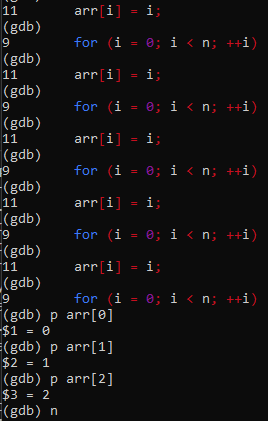 11 arr[i] = i;
(gdb)
9 for (i = 0; i < n; ++i)
(gdb)
11 arr[i] = i;
(gdb)
9 for (i = 0; i < n; ++i)
(gdb)
11 arr[i] = i;
(gdb)
9 for (i = 0; i < n; ++i)
(gdb)
11 arr[i] = i;
(gdb)
9 for (i = 0; i < n; ++i)
(gdb)
11 arr[i] = i;
(gdb)
9 for (i = 0; i < n; ++i)
(gdb) p arr[0]
$1 = 0
(gdb) p arr[1]
$2 = 1
(gdb) p arr[2]
$3 = 2
(gdb) n